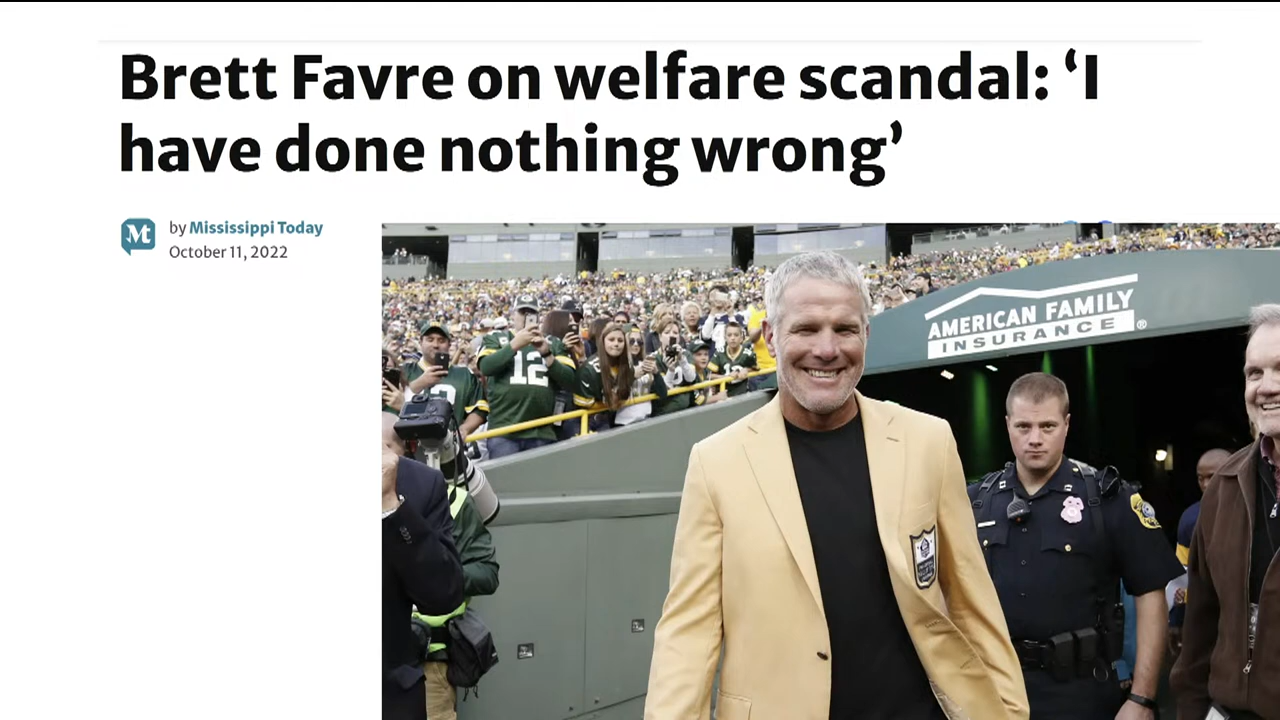 Brett Favre on welfare scandal: ‘I
have done nothing wrong’
by Mississippi Today
October 11, 2022
AMERICAN FAMILY
INSURANCE®
12